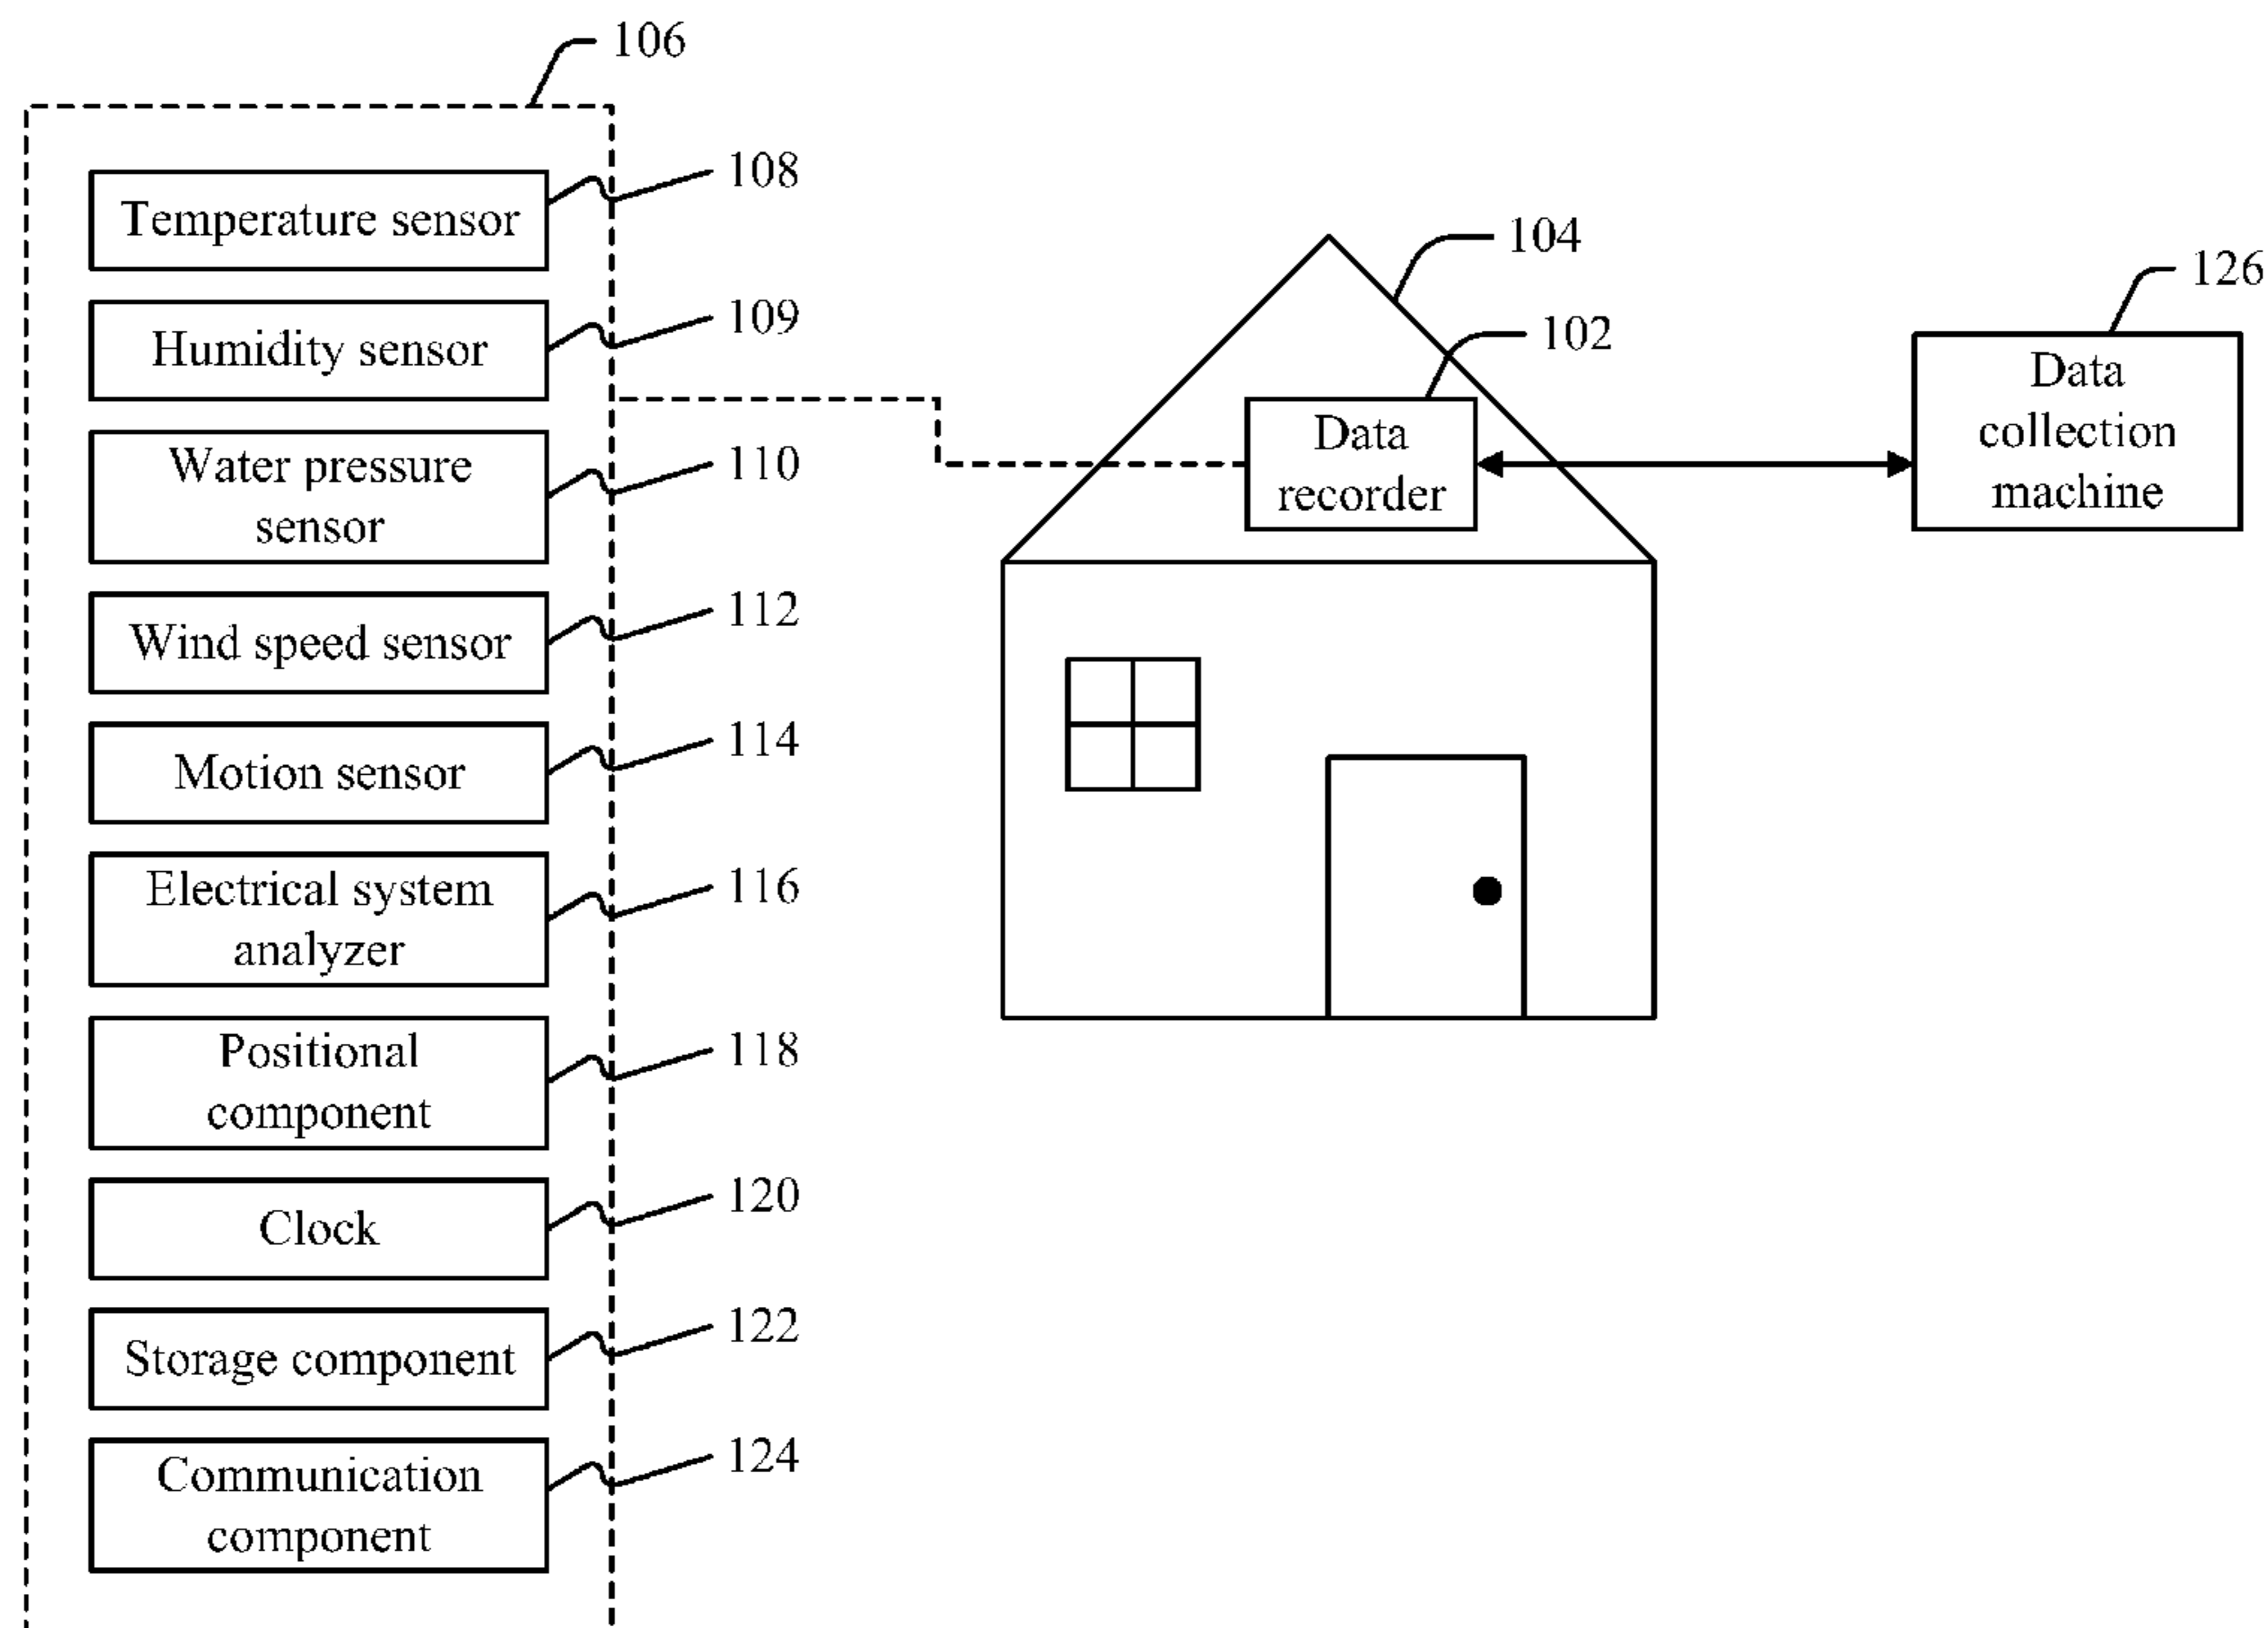 106
Temperature sensor
108
Humidity sensor
109
Water pressure
sensor
110
Wind speed sensor
112
Motion sensor
114
Electrical system
analyzer
116
Positional
component
118
Clock
120
Storage component
122
Communication
component
124
104
102
Data
recorder
126
Data
collection
machine